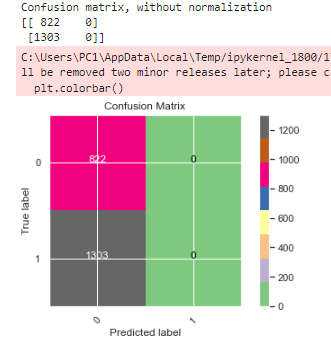 Confusion matrix, without normalization
[[ 822    0]
 [1303    0]]
C:\Users\PC1\AppData\Local\Temp/ipykernel_1800/1
ll be removed two minor releases later; please c
  plt.colorbar()
Confusion Matrix
True label
0
822
0
1
1303
0
0
1
Predicted label
1200
1000
800
600
400
200
0